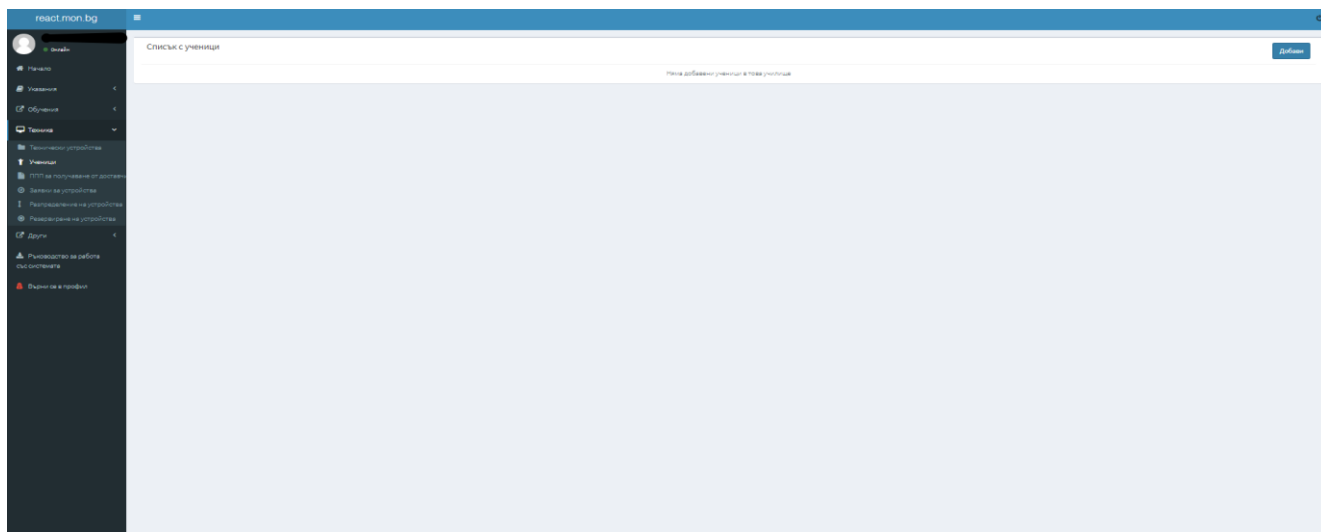 react.mon.bg
Онлайн
Начало
Указания
Обучения
Техника
Технически устройства
Ученици
ППП за получаване от доставчи
Заявки за устройства
Разпределение на устройства
Резервиране на устройства
Други
Ръководство за работа
със системата
Върни се в профил
Списък с ученици
Добави
Няма добавени ученици в това училище